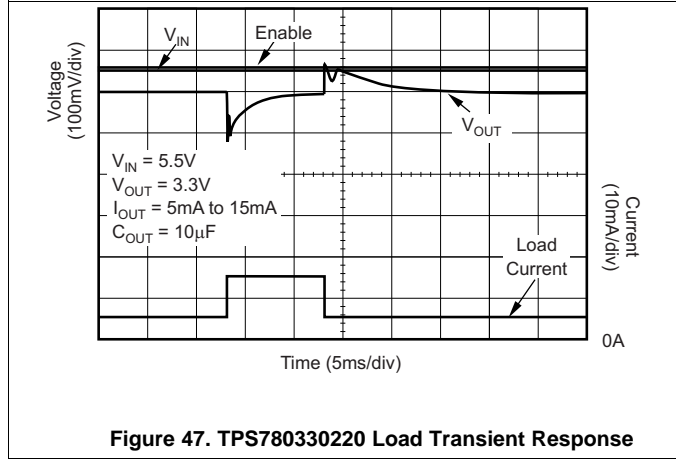 V_IN
Enable
Voltage
(100mV/div)
V_OUT
V_IN = 5.5V
V_OUT = 3.3V
I_OUT = 5mA to 15mA
C_OUT = 10µF
Load
Current
Current
(10mA/div)
0A
Time (5ms/div)
Figure 47. TPS780330220 Load Transient Response